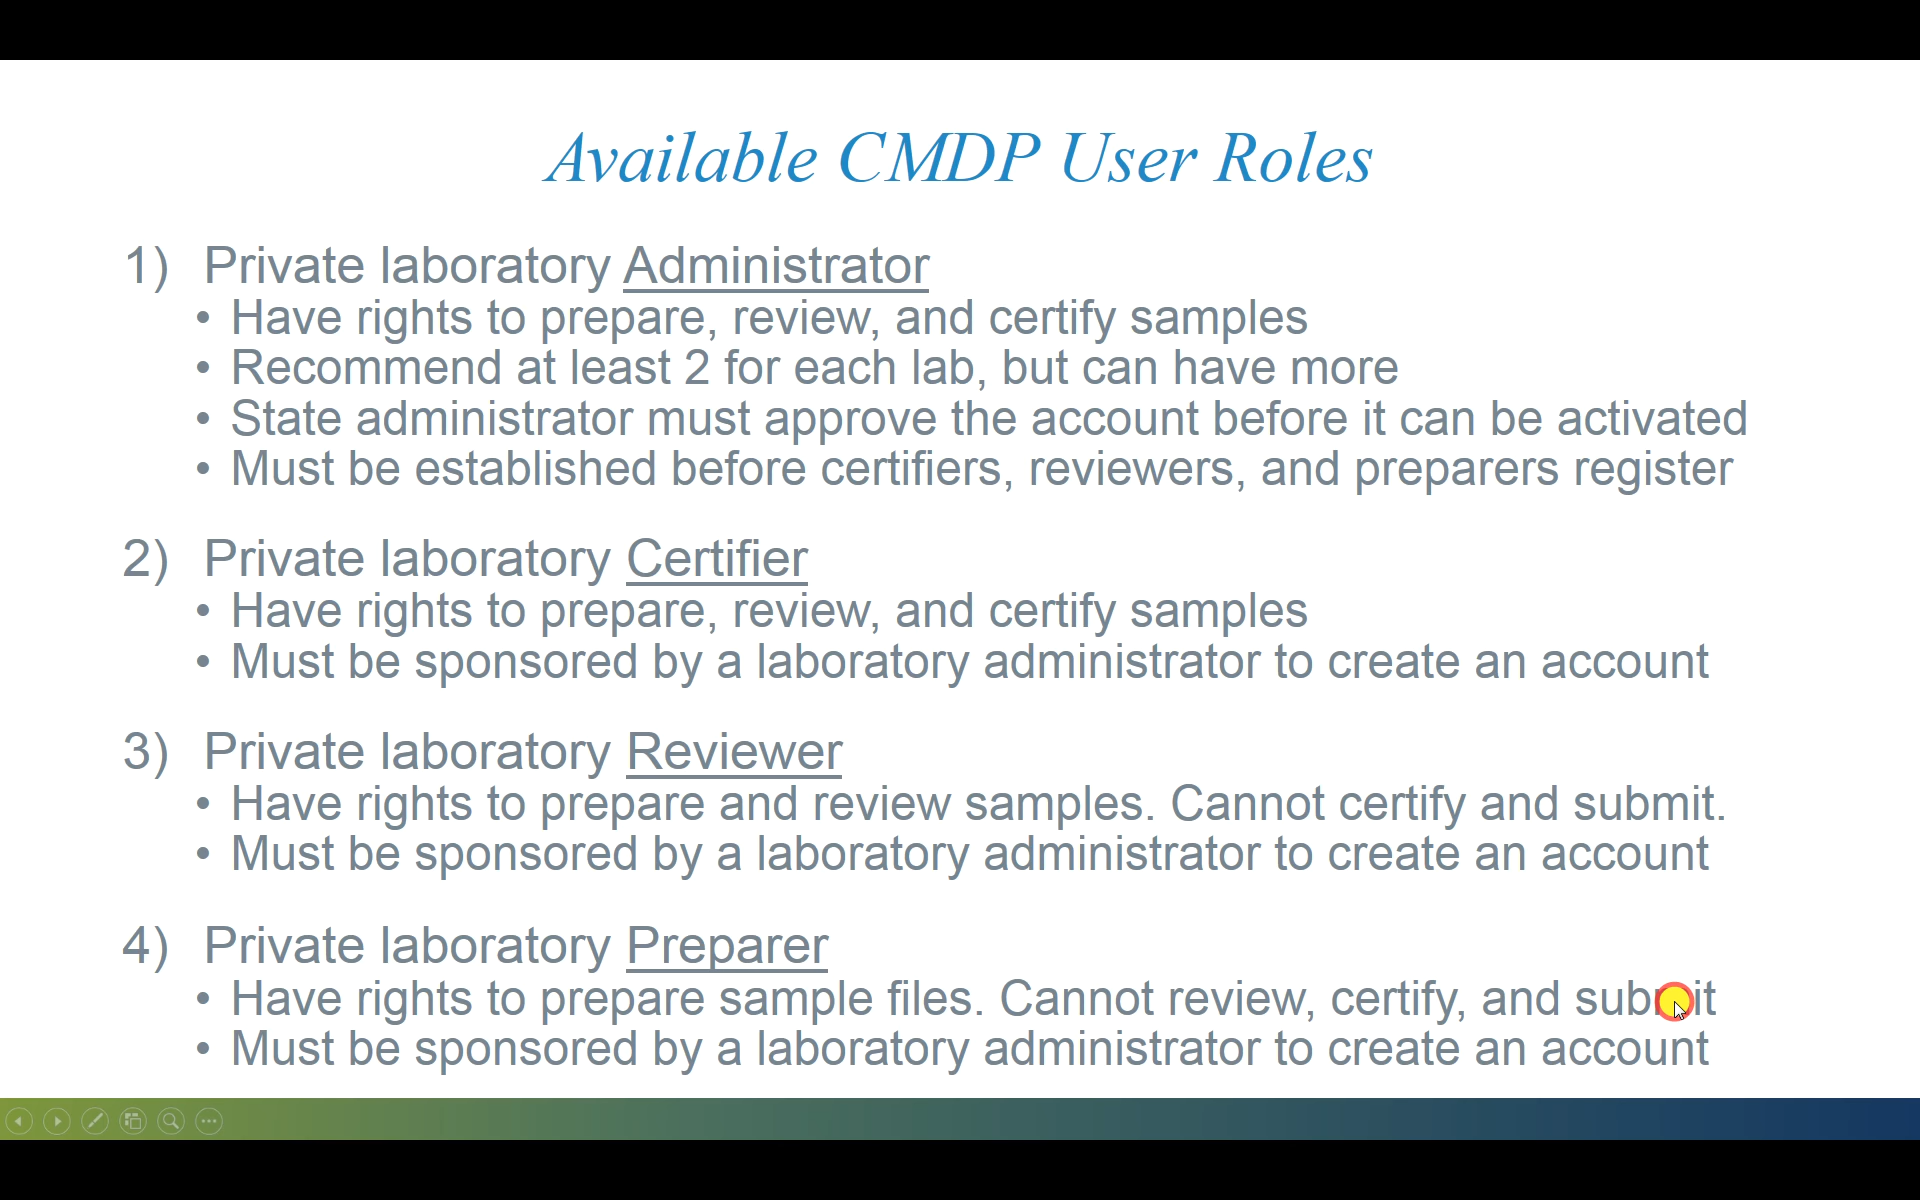 Available CMDP User Roles
1) Private laboratory Administrator
• Have rights to prepare, review, and certify samples
• Recommend at least 2 for each lab, but can have more
• State administrator must approve the account before it can be activated
• Must be established before certifiers, reviewers, and preparers register
2) Private laboratory Certifier
• Have rights to prepare, review, and certify samples
• Must be sponsored by a laboratory administrator to create an account
3) Private laboratory Reviewer
• Have rights to prepare and review samples. Cannot certify and submit.
• Must be sponsored by a laboratory administrator to create an account
4) Private laboratory Preparer
• Have rights to prepare sample files. Cannot review, certify, and submit
• Must be sponsored by a laboratory administrator to create an account